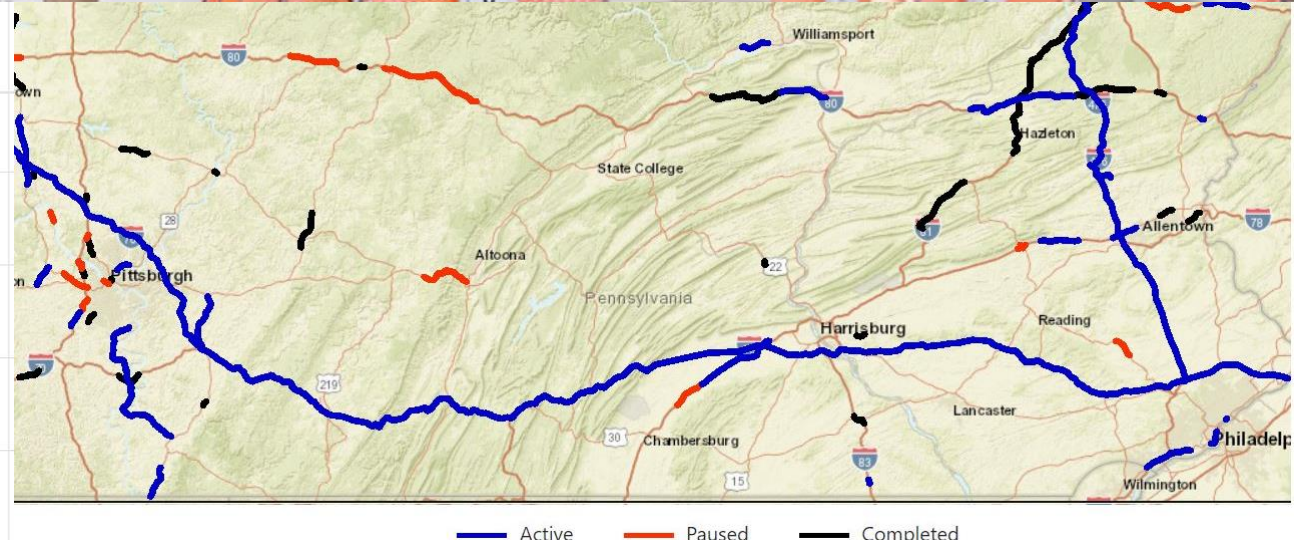 80
Williamsport
own
80
Hazleton
State College
28
78
Allentown
Altoona
22
Pittsburgh
on
Pennsylvania
Harrisburg
Reading
219
Lancaster
30
Chambersburg
Philadelp
83
15
Wilmington
Active Paused Completed